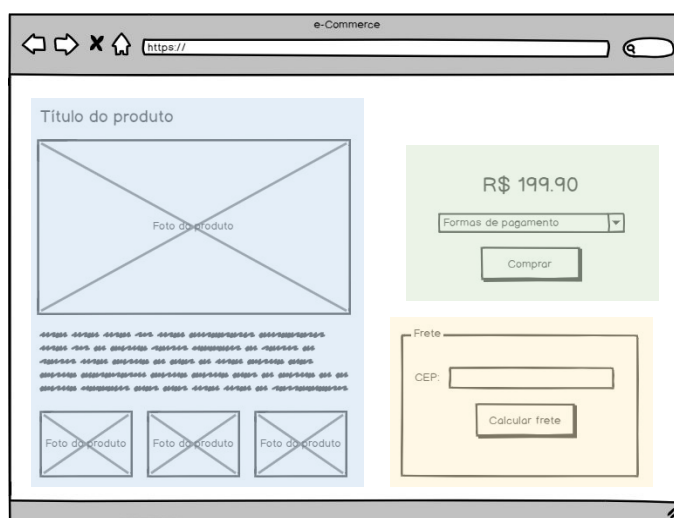 e-Commerce
https://
Título do produto
Foto do produto
Foto do produto
Foto do produto
Foto do produto
R$ 199.90
Formas de pagamento
Comprar
Frete
CEP:
Calcular frete